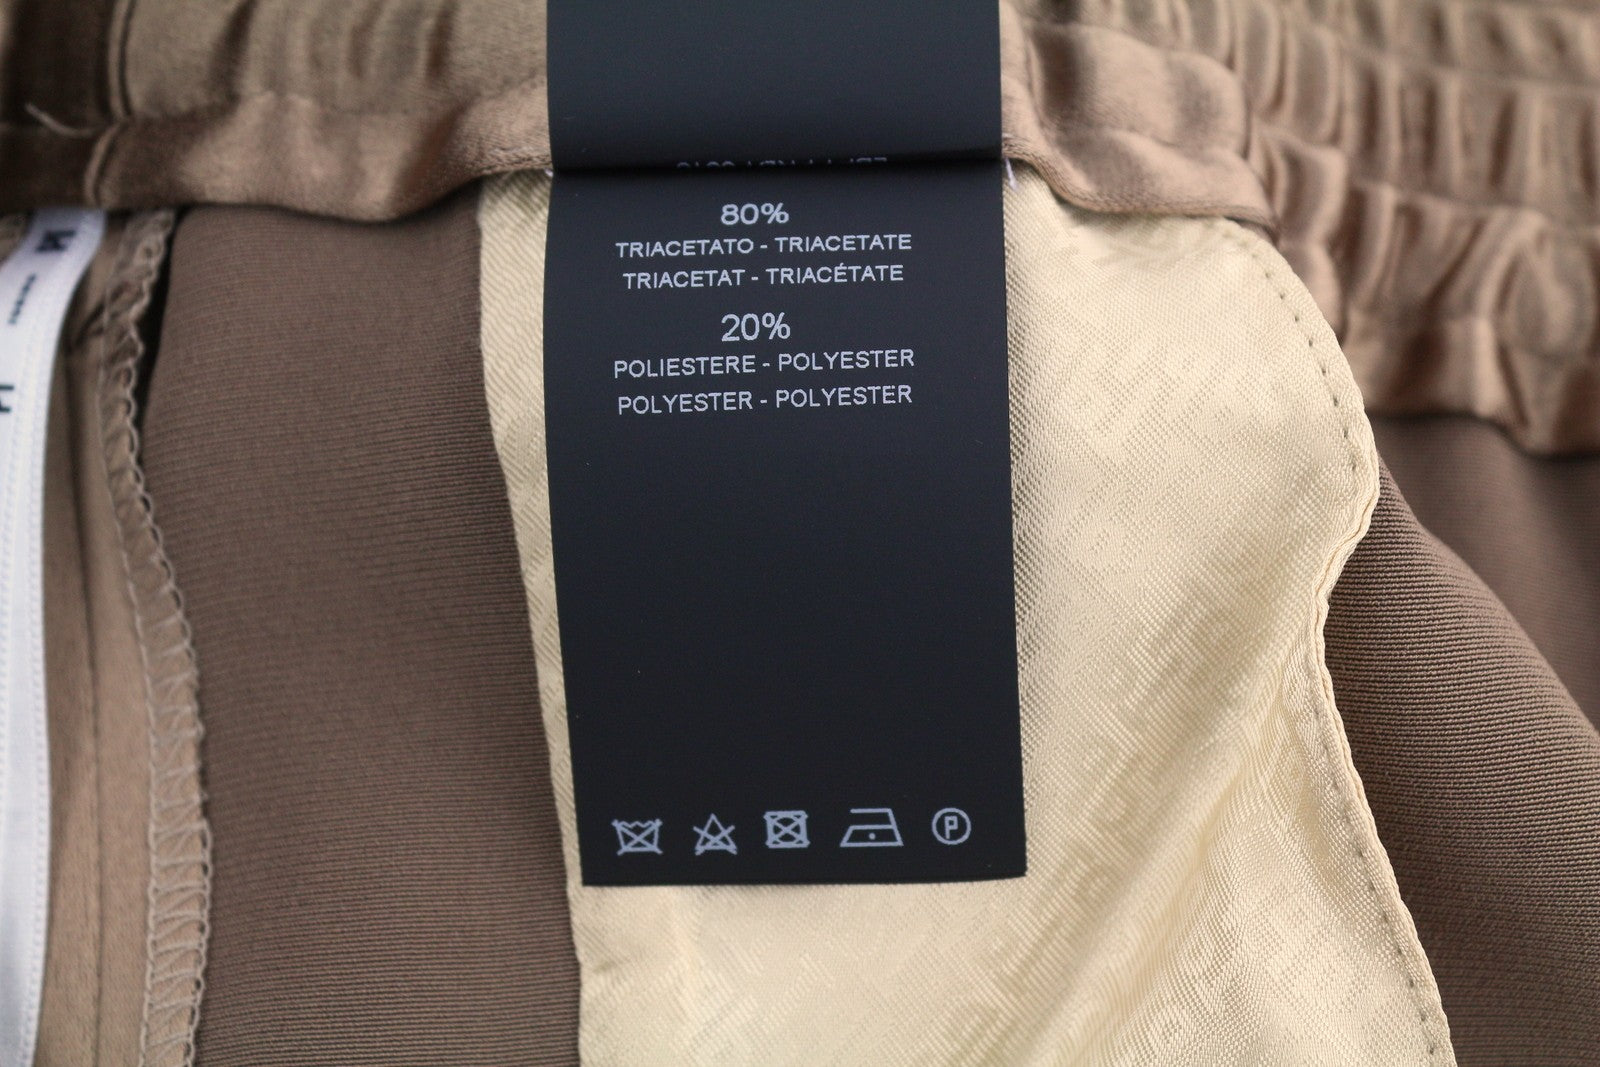 80%
TRIACETATO - TRIACETATE
TRIACETAT - TRIACÉTATE
20%
POLIESTERE - POLYESTER
POLYESTER - POLYESTER
P